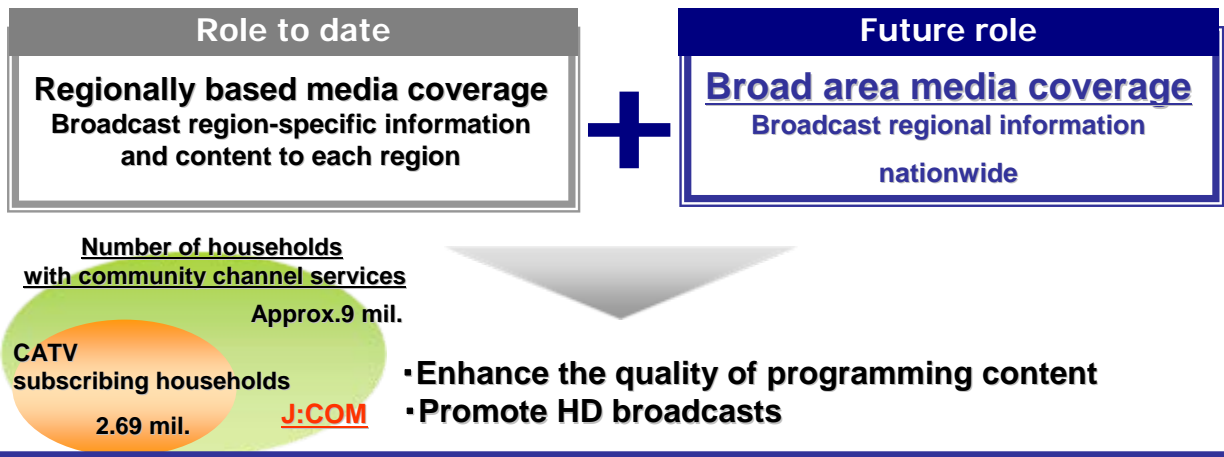 Role to date
Regionally based media coverage
Broadcast region-specific information
and content to each region
+
Future role
Broad area media coverage
Broadcast regional information
nationwide
Number of households
with community channel services
Approx.9 mil.
CATV
subscribing households
2.69 mil.
J:COM
・Enhance the quality of programming content
・Promote HD broadcasts